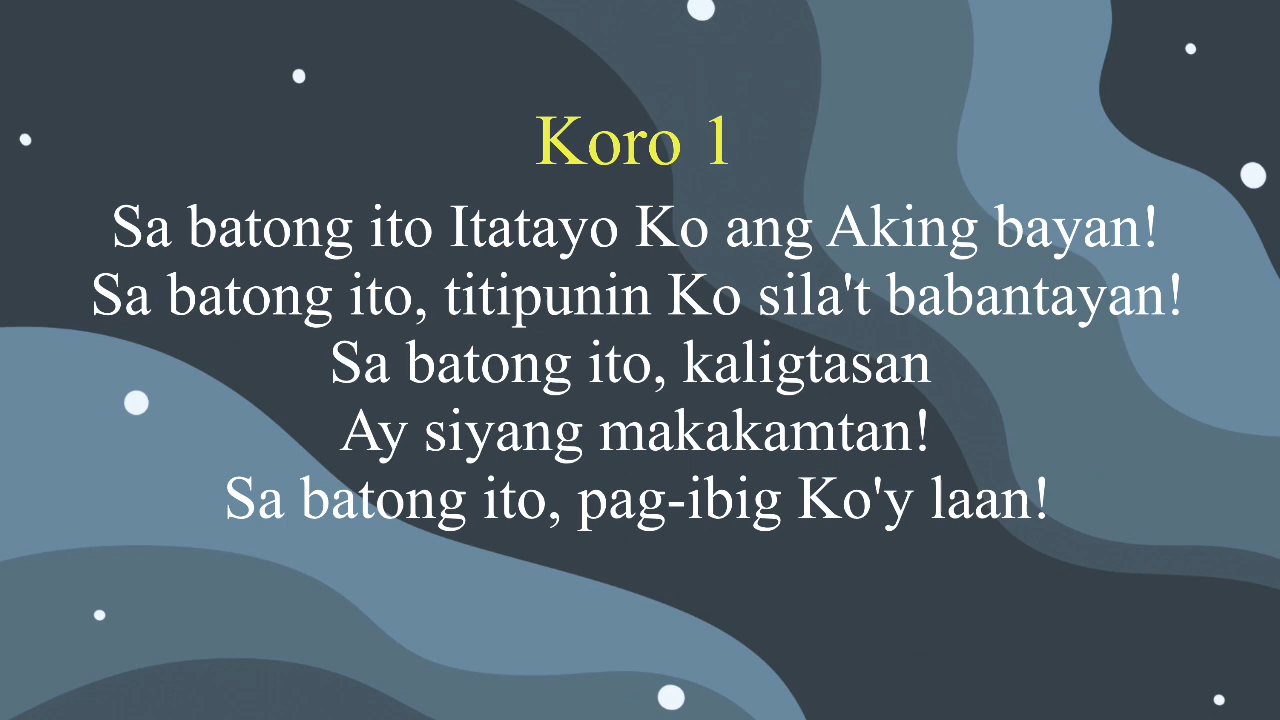 Koro 1
Sa batong ito Itatayo Ko ang Aking bayan!
Sa batong ito, titipunin Ko sila't babantayan!
Sa batong ito, kaligtasan
Ay siyang makakamtan!
Sa batong ito, pag-ibig Ko'y laan!